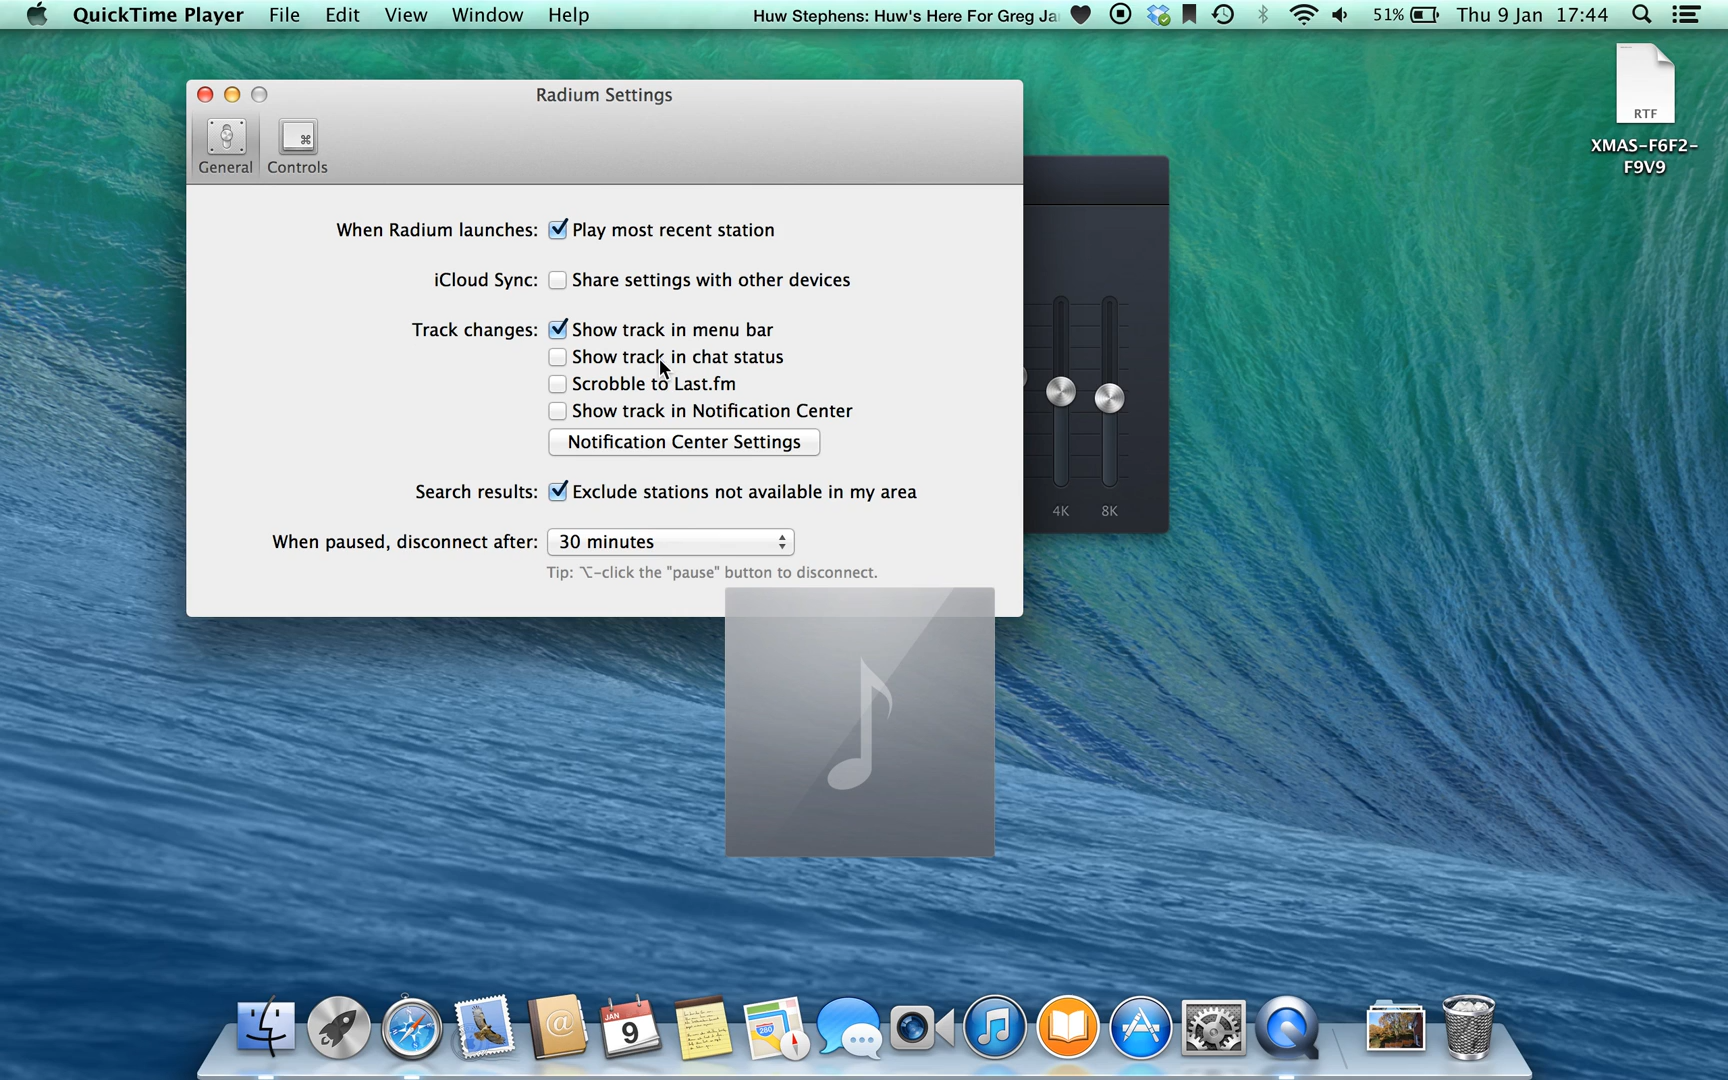 QuickTime Player File Edit View Window Help Huw Stephens: Huw's Here For Greg Ja 51% Thu 9 Jan 17:44
RTF
XMAS-F6F2-
F9V9
Radium Settings
General Controls
When Radium launches: Play most recent station
iCloud Sync: Share settings with other devices
Track changes: Show track in menu bar
Show track in chat status
Scrobble to Last.fm
Show track in Notification Center
Notification Center Settings
Search results: Exclude stations not available in my area
When paused, disconnect after: 30 minutes
Tip: ⌥-click the "pause" button to disconnect.
4K 8K
JAN
9
280